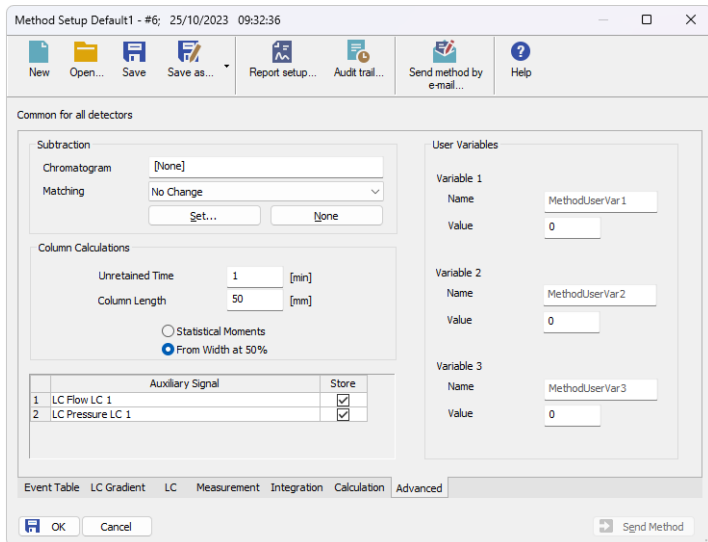 Method Setup Default1 - #6; 25/10/2023 09:32:36
New Open... Save Save as... Report setup... Audit trail... Send method by e-mail... Help
Common for all detectors
Subtraction
Chromatogram [None]
Matching No Change
Set... None
Column Calculations
Unretained Time 1 [min]
Column Length 50 [mm]
Statistical Moments
From Width at 50%
Auxiliary Signal Store
1 LC Flow LC 1
2 LC Pressure LC 1
User Variables
Variable 1
Name MethodUserVar1
Value 0
Variable 2
Name MethodUserVar2
Value 0
Variable 3
Name MethodUserVar3
Value 0
Event Table LC Gradient LC Measurement Integration Calculation Advanced
OK Cancel Send Method